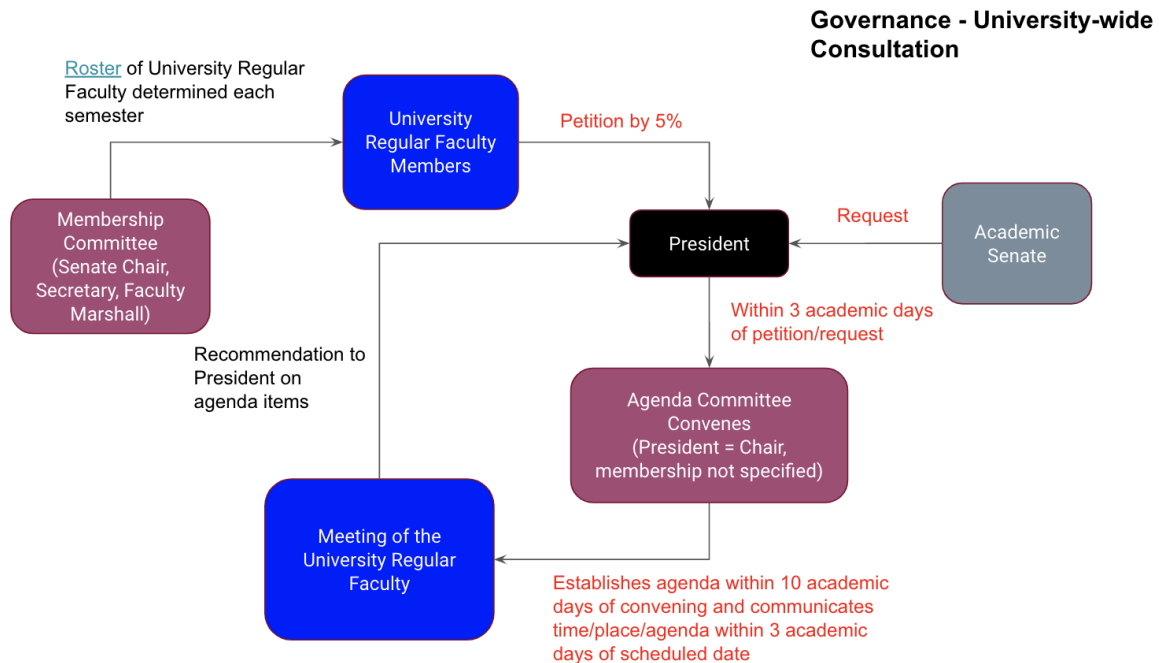 Governance - University-wide
Consultation
Roster of University Regular
Faculty determined each
semester
University
Regular Faculty
Members
Petition by 5%
Membership
Committee
(Senate Chair,
Secretary, Faculty
Marshall)
President
Request
Academic
Senate
Within 3 academic days
of petition/request
Recommendation to
President on
agenda items
Agenda Committee
Convenes
(President = Chair,
membership not specified)
Meeting of the
University Regular
Faculty
Establishes agenda within 10 academic
days of convening and communicates
time/place/agenda within 3 academic
days of scheduled date